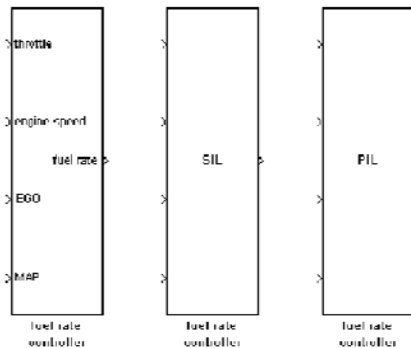 throttle
engine speed
fuel rate
EGO
MAP
fuel rate
controller
SIL
fuel rate
controller
PIL
fuel rate
controller